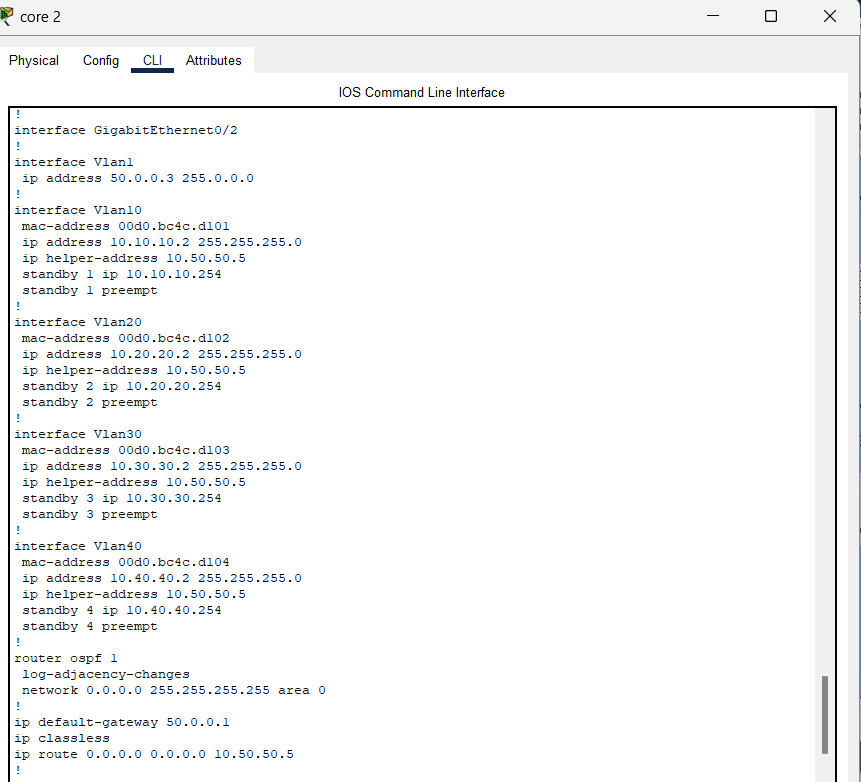 core 2
Physical Config CLI Attributes
IOS Command Line Interface
!
interface GigabitEthernet0/2
!
interface Vlan1
ip address 50.0.0.3 255.0.0.0
!
interface Vlan10
mac-address 00d0.bc4c.d101
ip address 10.10.10.2 255.255.255.0
ip helper-address 10.50.50.5
standby 1 ip 10.10.10.254
standby 1 preempt
!
interface Vlan20
mac-address 00d0.bc4c.d102
ip address 10.20.20.2 255.255.255.0
ip helper-address 10.50.50.5
standby 2 ip 10.20.20.254
standby 2 preempt
!
interface Vlan30
mac-address 00d0.bc4c.d103
ip address 10.30.30.2 255.255.255.0
ip helper-address 10.50.50.5
standby 3 ip 10.30.30.254
standby 3 preempt
!
interface Vlan40
mac-address 00d0.bc4c.d104
ip address 10.40.40.2 255.255.255.0
ip helper-address 10.50.50.5
standby 4 ip 10.40.40.254
standby 4 preempt
!
router ospf 1
log-adjacency-changes
network 0.0.0.0 255.255.255.255 area 0
!
ip default-gateway 50.0.0.1
ip classless
ip route 0.0.0.0 0.0.0.0 10.50.50.5
!